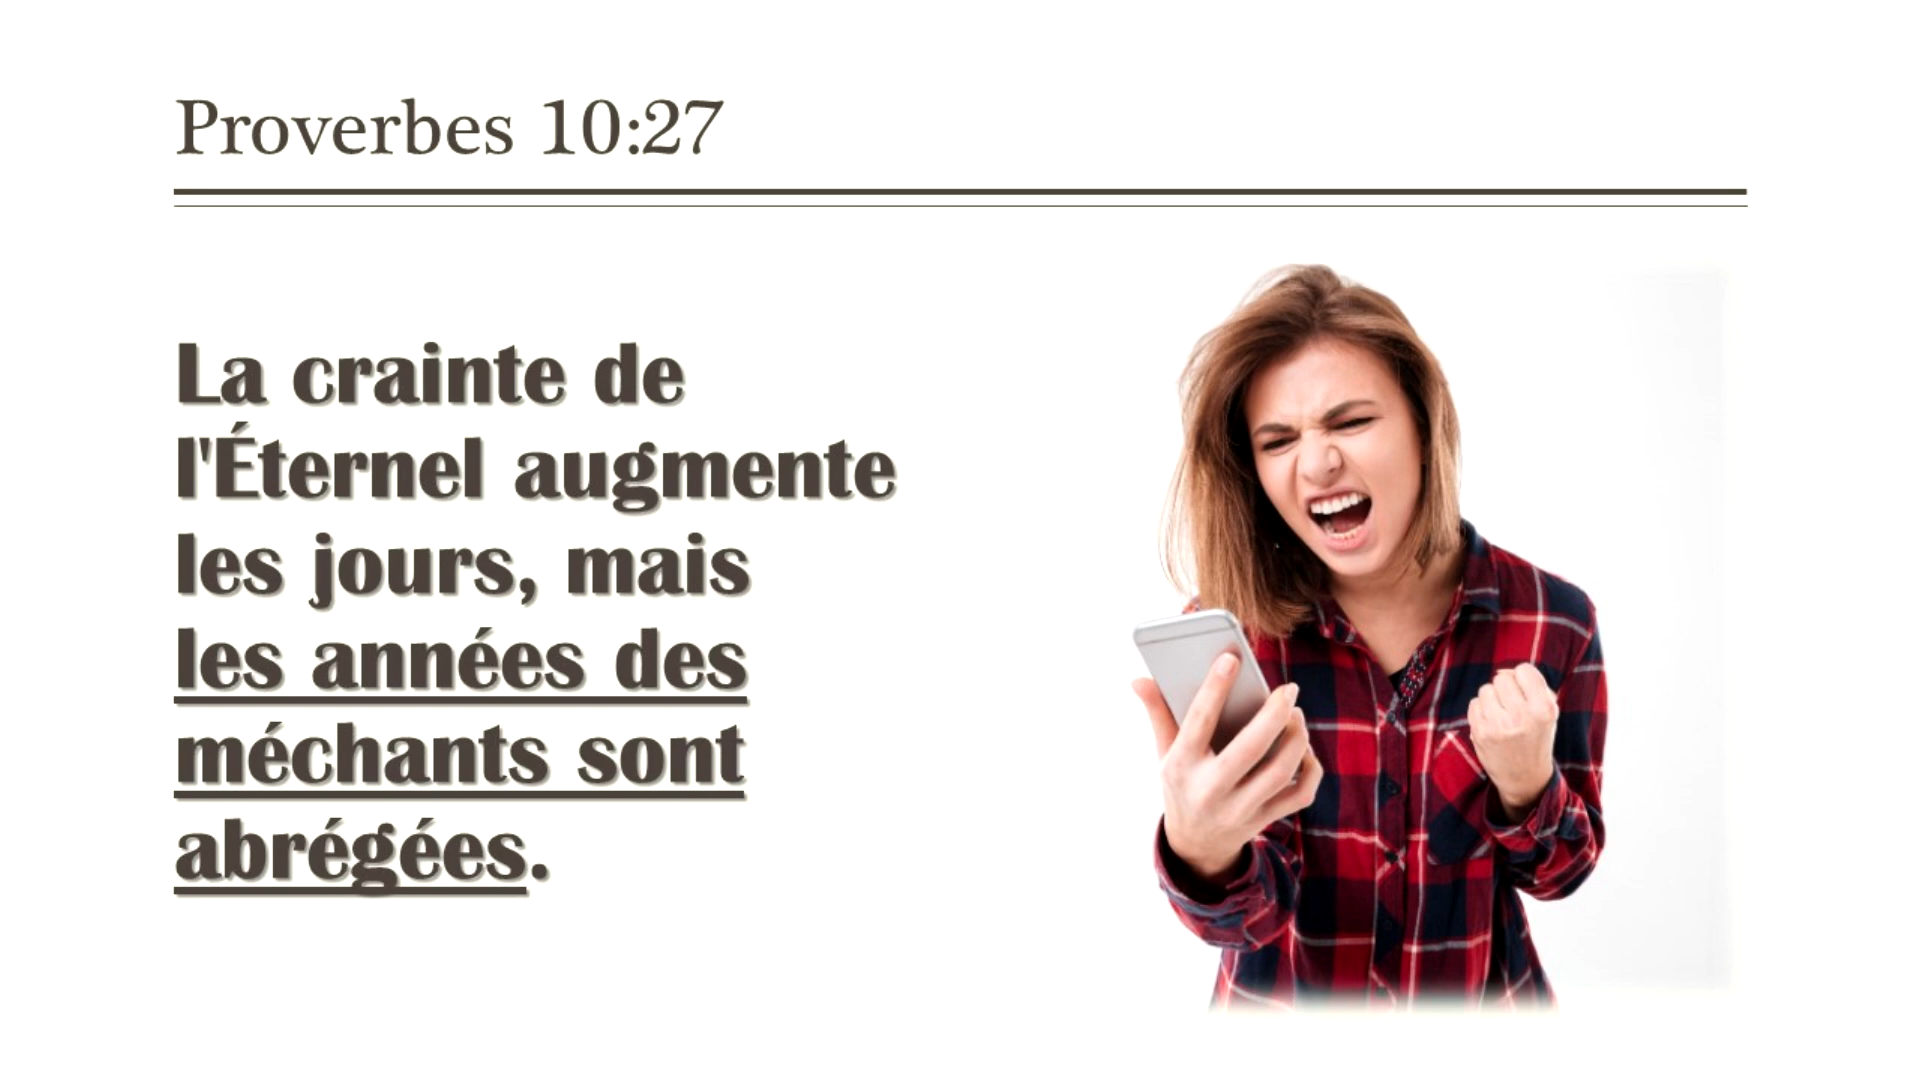 Proverbes 10:27
La crainte de
l'Éternel augmente
les jours, mais
les années des
méchants sont
abrégées.